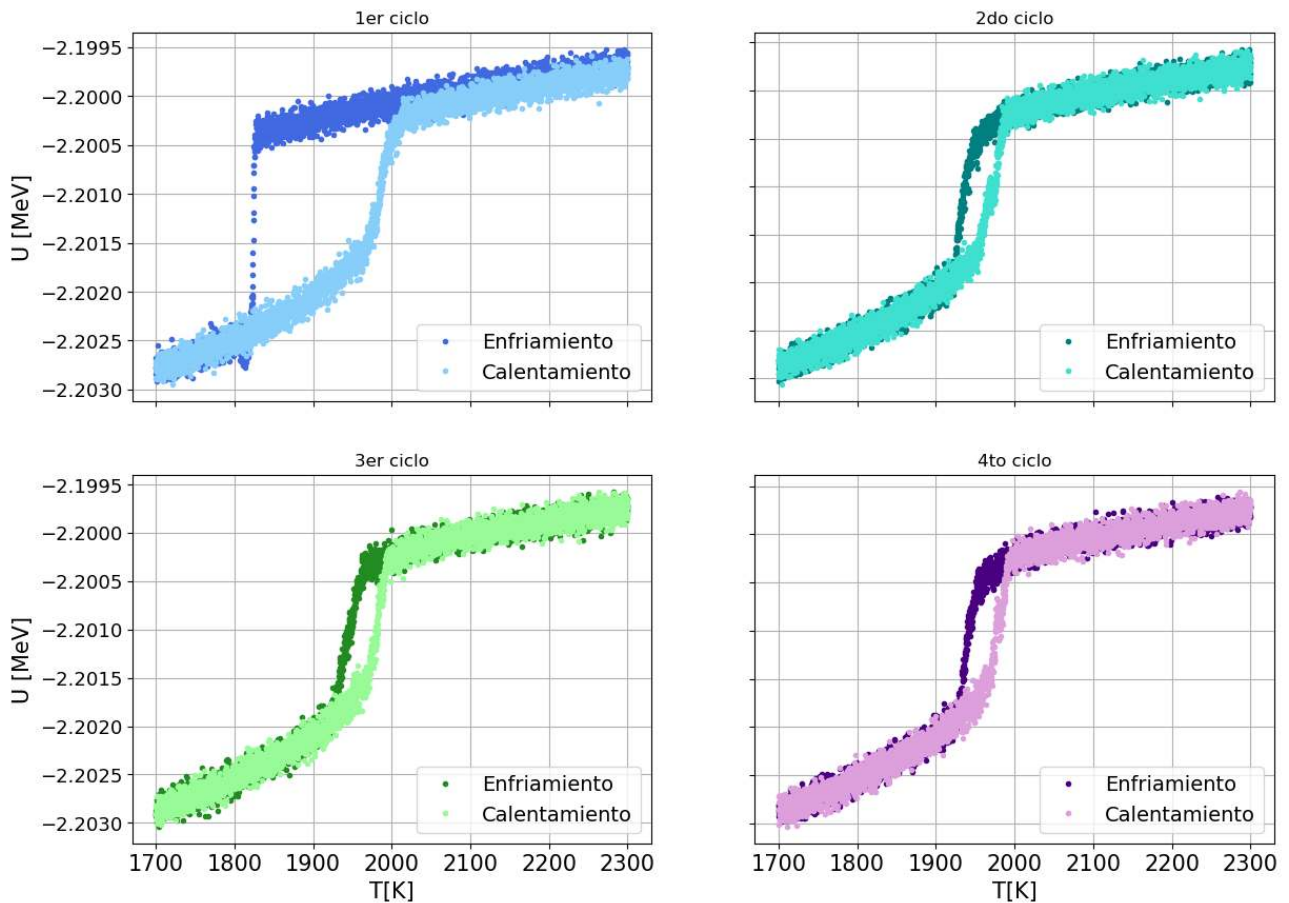 1er ciclo
2do ciclo
−2.1995
−2.2000
−2.2005
−2.2010
−2.2015
−2.2020
−2.2025
−2.2030
U [MeV]
Enfriamiento
Calentamiento
Enfriamiento
Calentamiento
3er ciclo
4to ciclo
−2.1995
−2.2000
−2.2005
−2.2010
−2.2015
−2.2020
−2.2025
−2.2030
U [MeV]
Enfriamiento
Calentamiento
Enfriamiento
Calentamiento
1700 1800 1900 2000 2100 2200 2300
1700 1800 1900 2000 2100 2200 2300
T[K]
T[K]